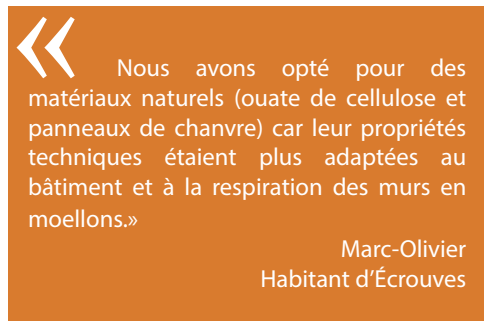 « Nous avons opté pour des
matériaux naturels (ouate de cellulose et
panneaux de chanvre) car leur propriétés
techniques étaient plus adaptées au
bâtiment et à la respiration des murs en
moellons.»
Marc-Olivier
Habitant d’Écrouves